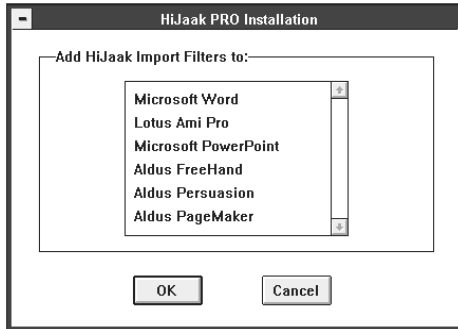 HiJaak PRO Installation
Add HiJaak Import Filters to:
Microsoft Word
Lotus Ami Pro
Microsoft PowerPoint
Aldus FreeHand
Aldus Persuasion
Aldus PageMaker
OK
Cancel